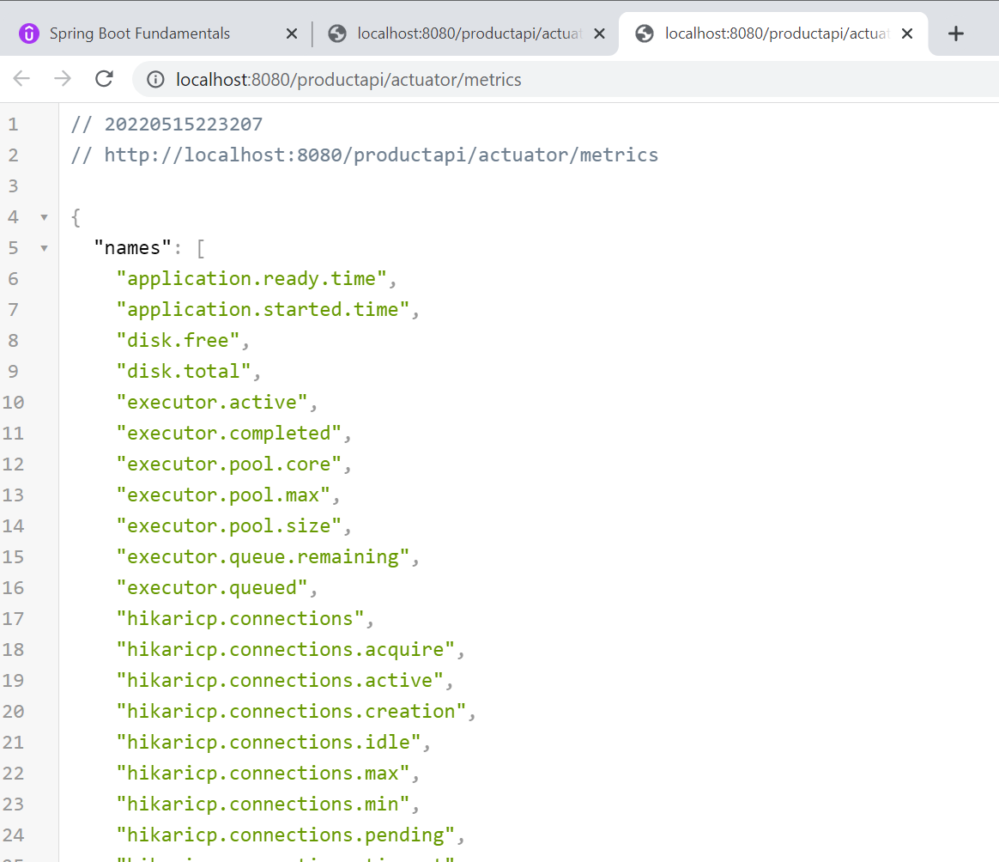 Spring Boot Fundamentals
localhost:8080/productapi/actuat
localhost:8080/productapi/actuat
localhost:8080/productapi/actuator/metrics
1 // 20220515223207
2 // http://localhost:8080/productapi/actuator/metrics
3
4 {
5 "names": [
6 "application.ready.time",
7 "application.started.time",
8 "disk.free",
9 "disk.total",
10 "executor.active",
11 "executor.completed",
12 "executor.pool.core",
13 "executor.pool.max",
14 "executor.pool.size",
15 "executor.queue.remaining",
16 "executor.queued",
17 "hikaricp.connections",
18 "hikaricp.connections.acquire",
19 "hikaricp.connections.active",
20 "hikaricp.connections.creation",
21 "hikaricp.connections.idle",
22 "hikaricp.connections.max",
23 "hikaricp.connections.min",
24 "hikaricp.connections.pending",